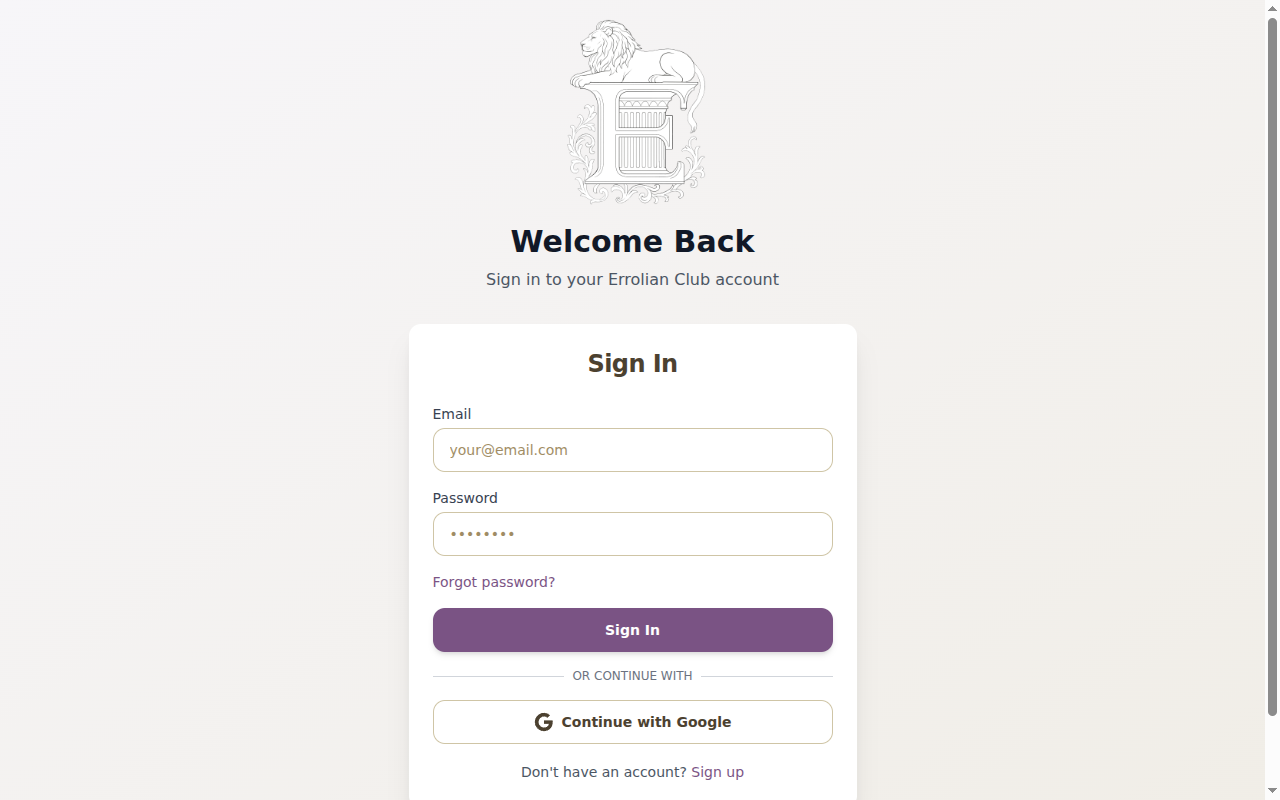 E
Welcome Back
Sign in to your Errolian Club account
Sign In
Email
your@email.com
Password
••••••••
Forgot password?
Sign In
OR CONTINUE WITH
Continue with Google
Don't have an account? Sign up